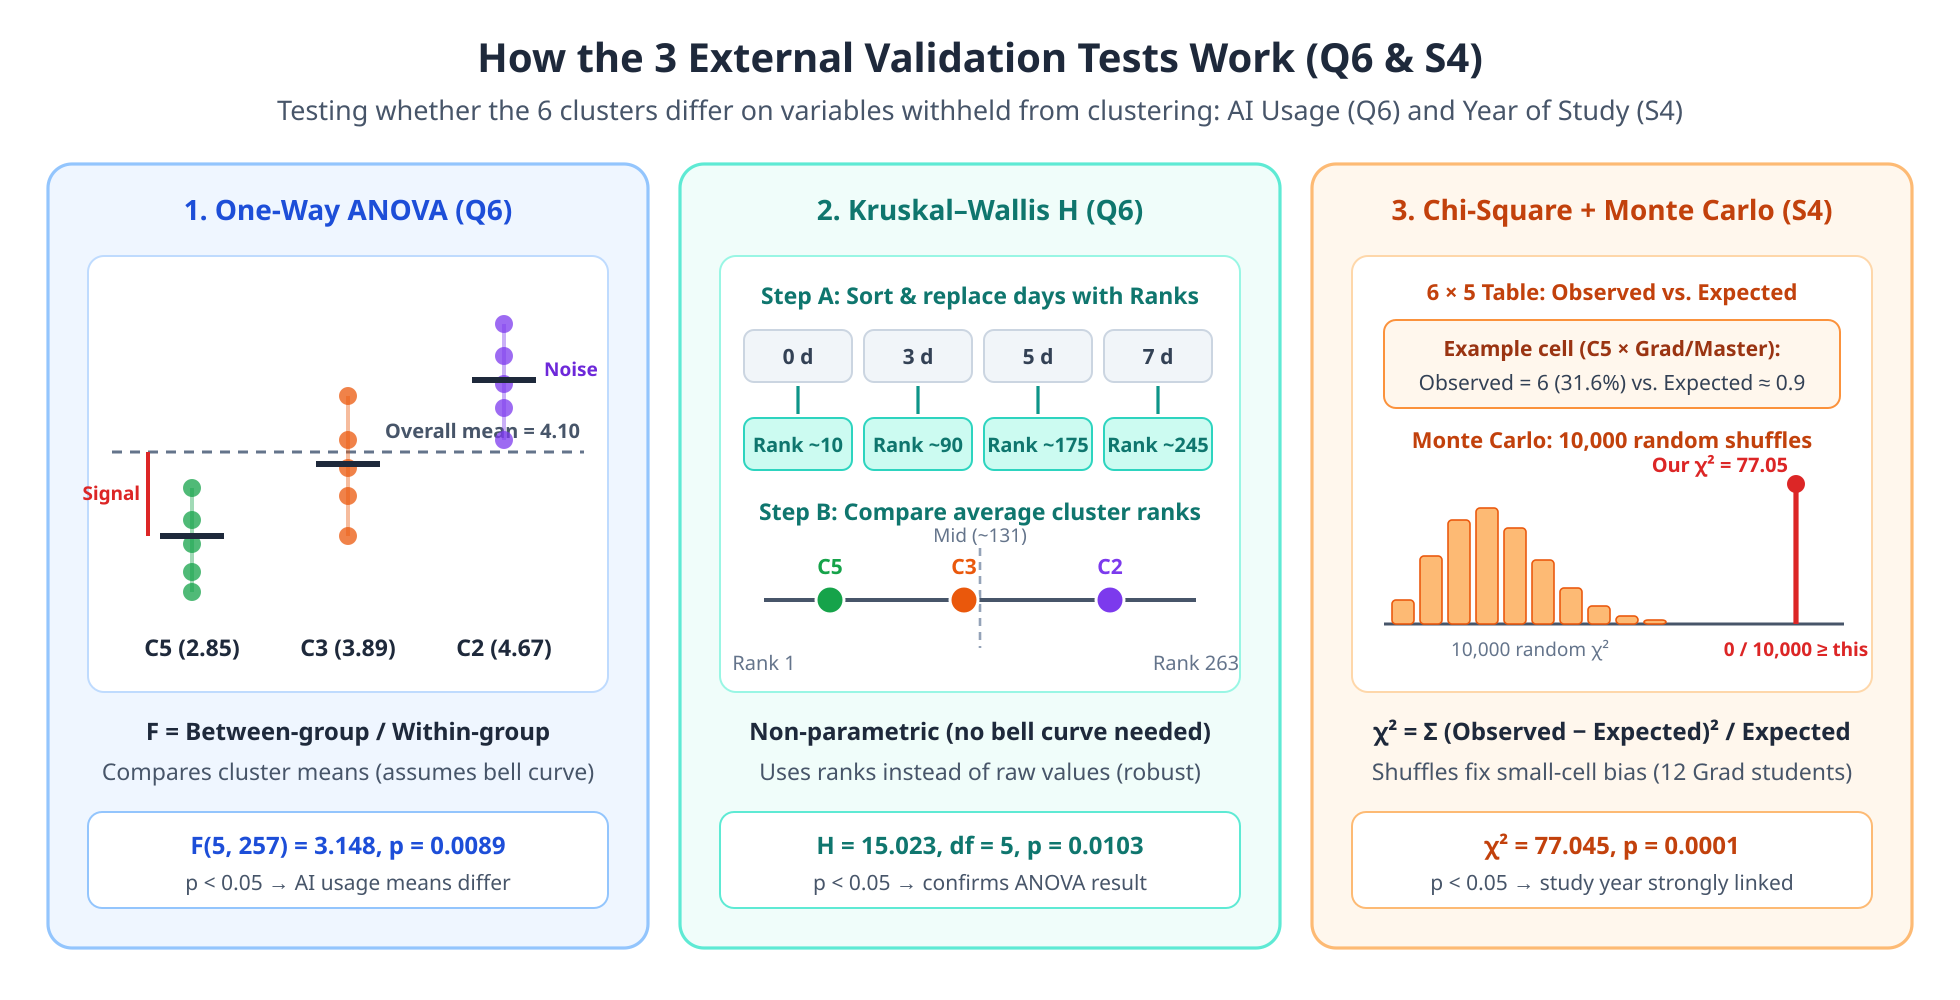 How the 3 External Validation Tests Work (Q6 & S4)
Testing whether the 6 clusters differ on variables withheld from clustering: AI Usage (Q6) and Year of Study (S4)
1. One-Way ANOVA (Q6)
Noise
Overall mean = 4.10
Signal
C5 (2.85)
C3 (3.89)
C2 (4.67)
F = Between-group / Within-group
Compares cluster means (assumes bell curve)
F(5, 257) = 3.148, p = 0.0089
p < 0.05 → AI usage means differ
2. Kruskal–Wallis H (Q6)
Step A: Sort & replace days with Ranks
0 d
3 d
5 d
7 d
Rank ~10
Rank ~90
Rank ~175
Rank ~245
Step B: Compare average cluster ranks
Mid (~131)
C5
C3
C2
Rank 1
Rank 263
Non-parametric (no bell curve needed)
Uses ranks instead of raw values (robust)
H = 15.023, df = 5, p = 0.0103
p < 0.05 → confirms ANOVA result
3. Chi-Square + Monte Carlo (S4)
6 × 5 Table: Observed vs. Expected
Example cell (C5 × Grad/Master):
Observed = 6 (31.6%) vs. Expected ≈ 0.9
Monte Carlo: 10,000 random shuffles
Our χ² = 77.05
10,000 random χ²
0 / 10,000 ≥ this
χ² = Σ (Observed − Expected)² / Expected
Shuffles fix small-cell bias (12 Grad students)
χ² = 77.045, p = 0.0001
p < 0.05 → study year strongly linked